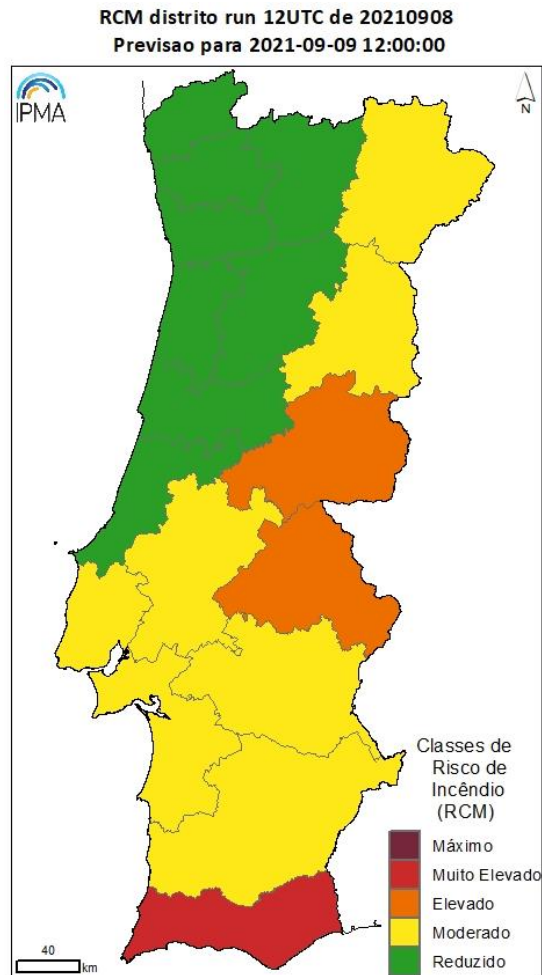 RCM distrito run 12UTC de 20210908
Previsao para 2021-09-09 12:00:00
IPMA
N
Classes de
Risco de
Incêndio
(RCM)
Máximo
Muito Elevado
Elevado
Moderado
Reduzido
40
km